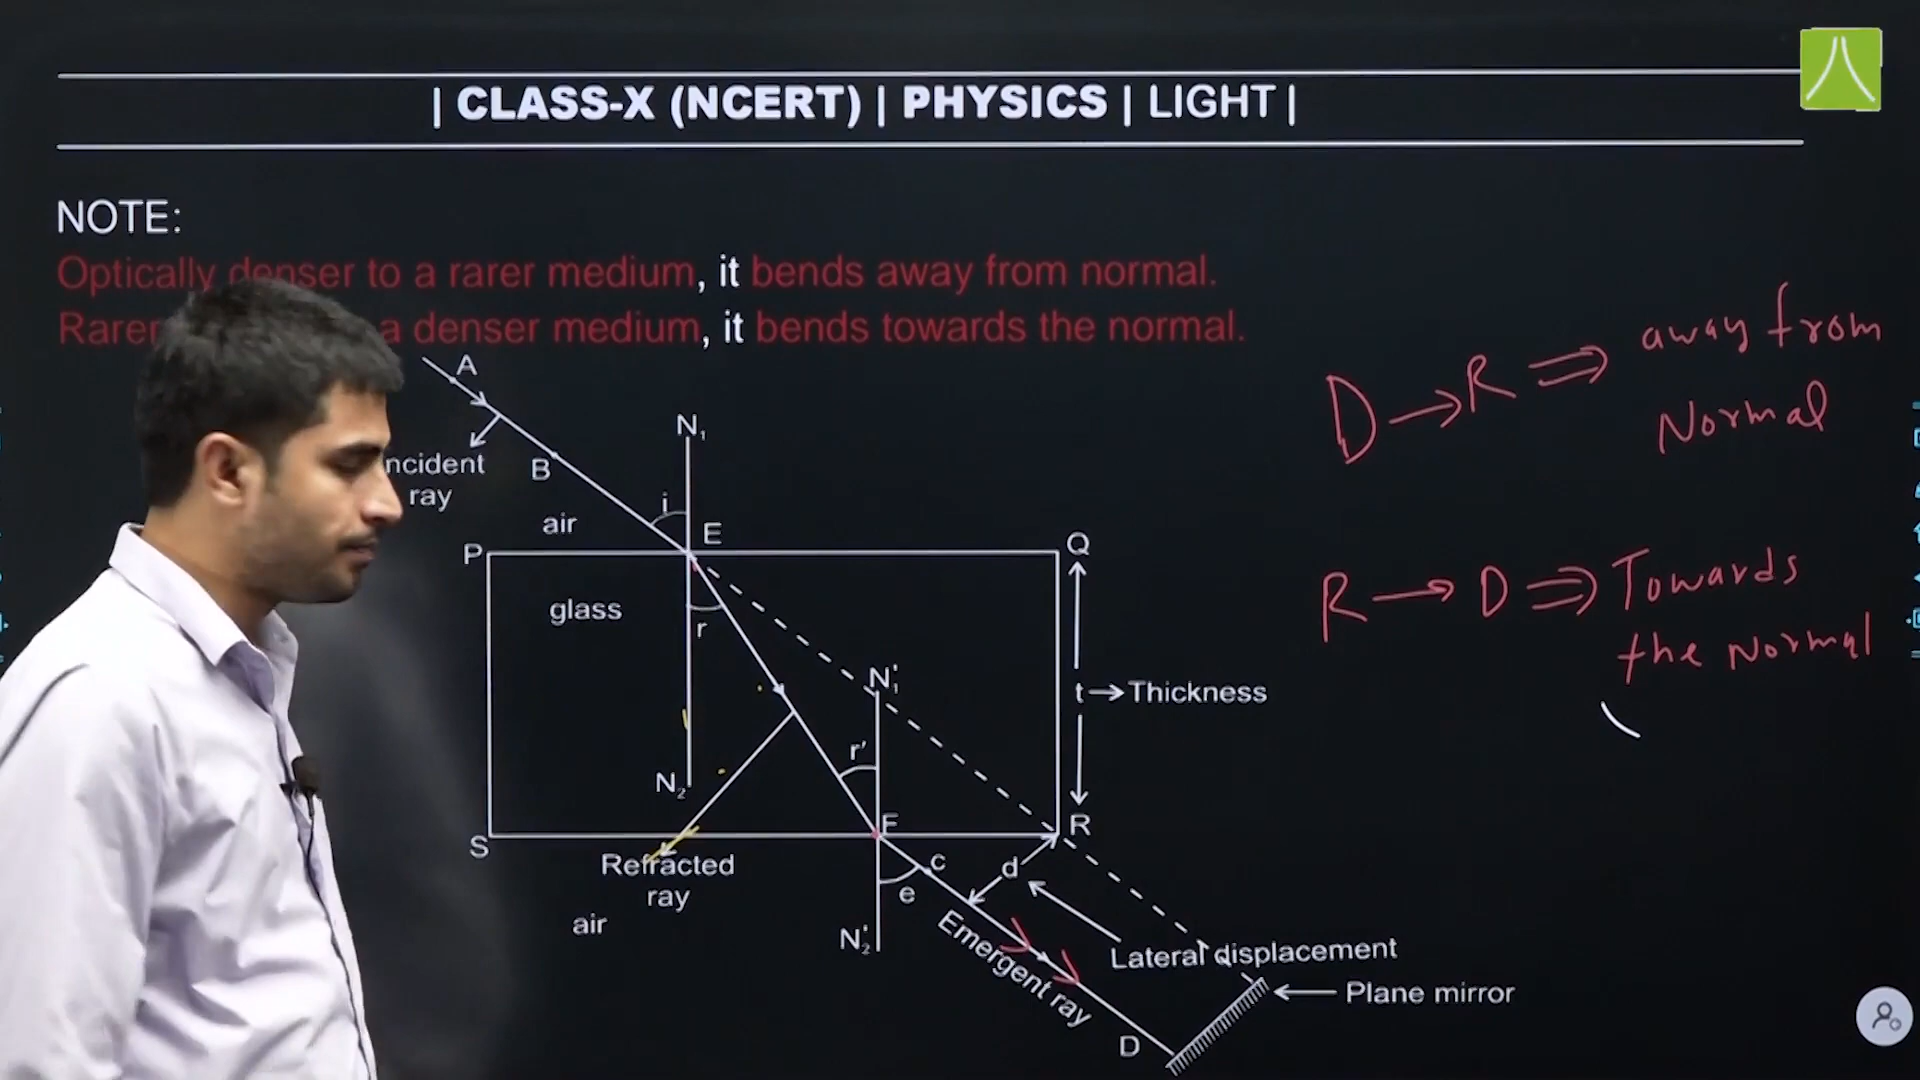 | CLASS-X (NCERT) | PHYSICS | LIGHT |
NOTE:
Optically denser to a rarer medium, it bends away from normal.
Rarer a denser medium, it bends towards the normal.
A
N₁
ncident
ray
B
i
air
E
P
Q
glass
r
N₁'
t → Thickness
r'
N₂
F
R
S
Refracted
ray
c
d
e
air
N₂'
Emergent ray
Lateral displacement
Plane mirror
D
D → R ⇒ away from
Normal
R → D ⇒ Towards
the Normal